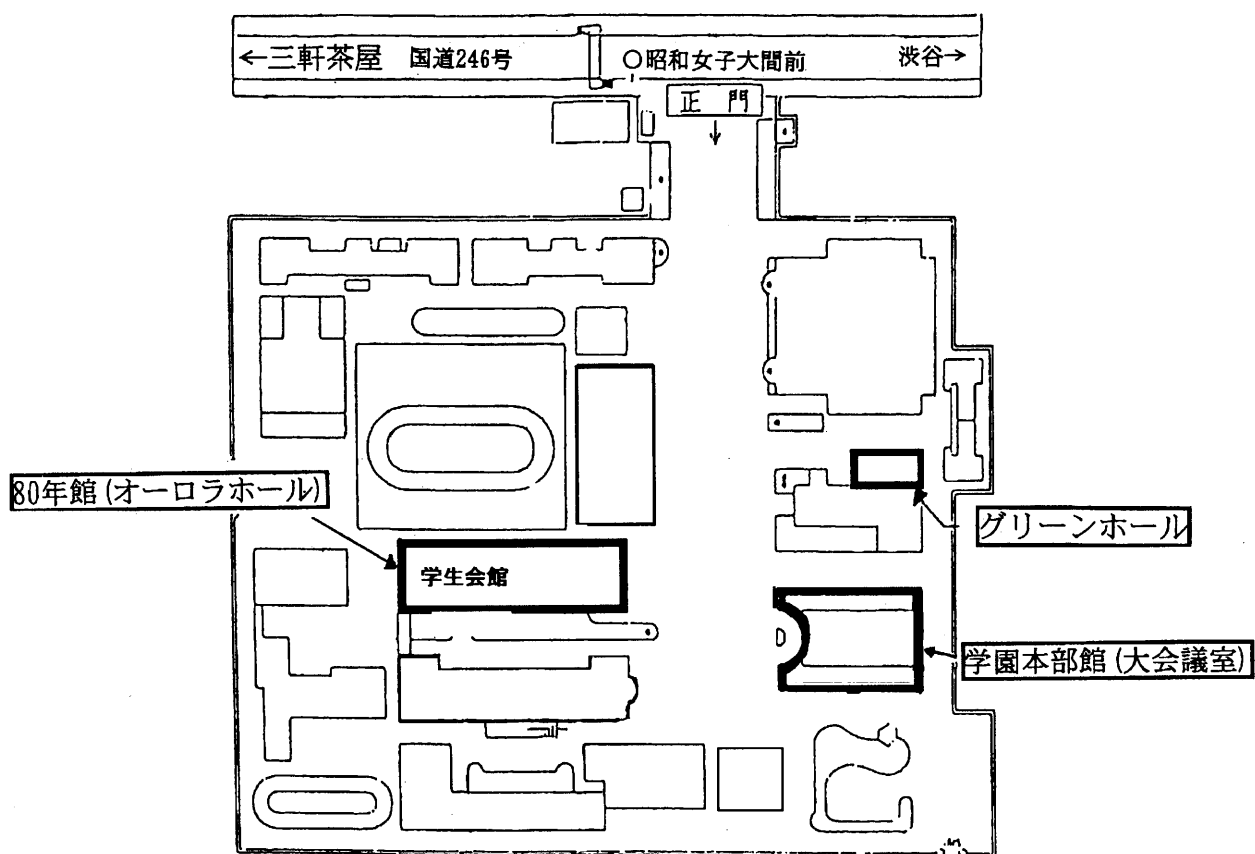 ←三軒茶屋 国道246号 ○昭和女子大間前 渋谷→
正門
↓
80年館(オーロラホール)
グリーンホール
学生会館
学園本部館(大会議室)